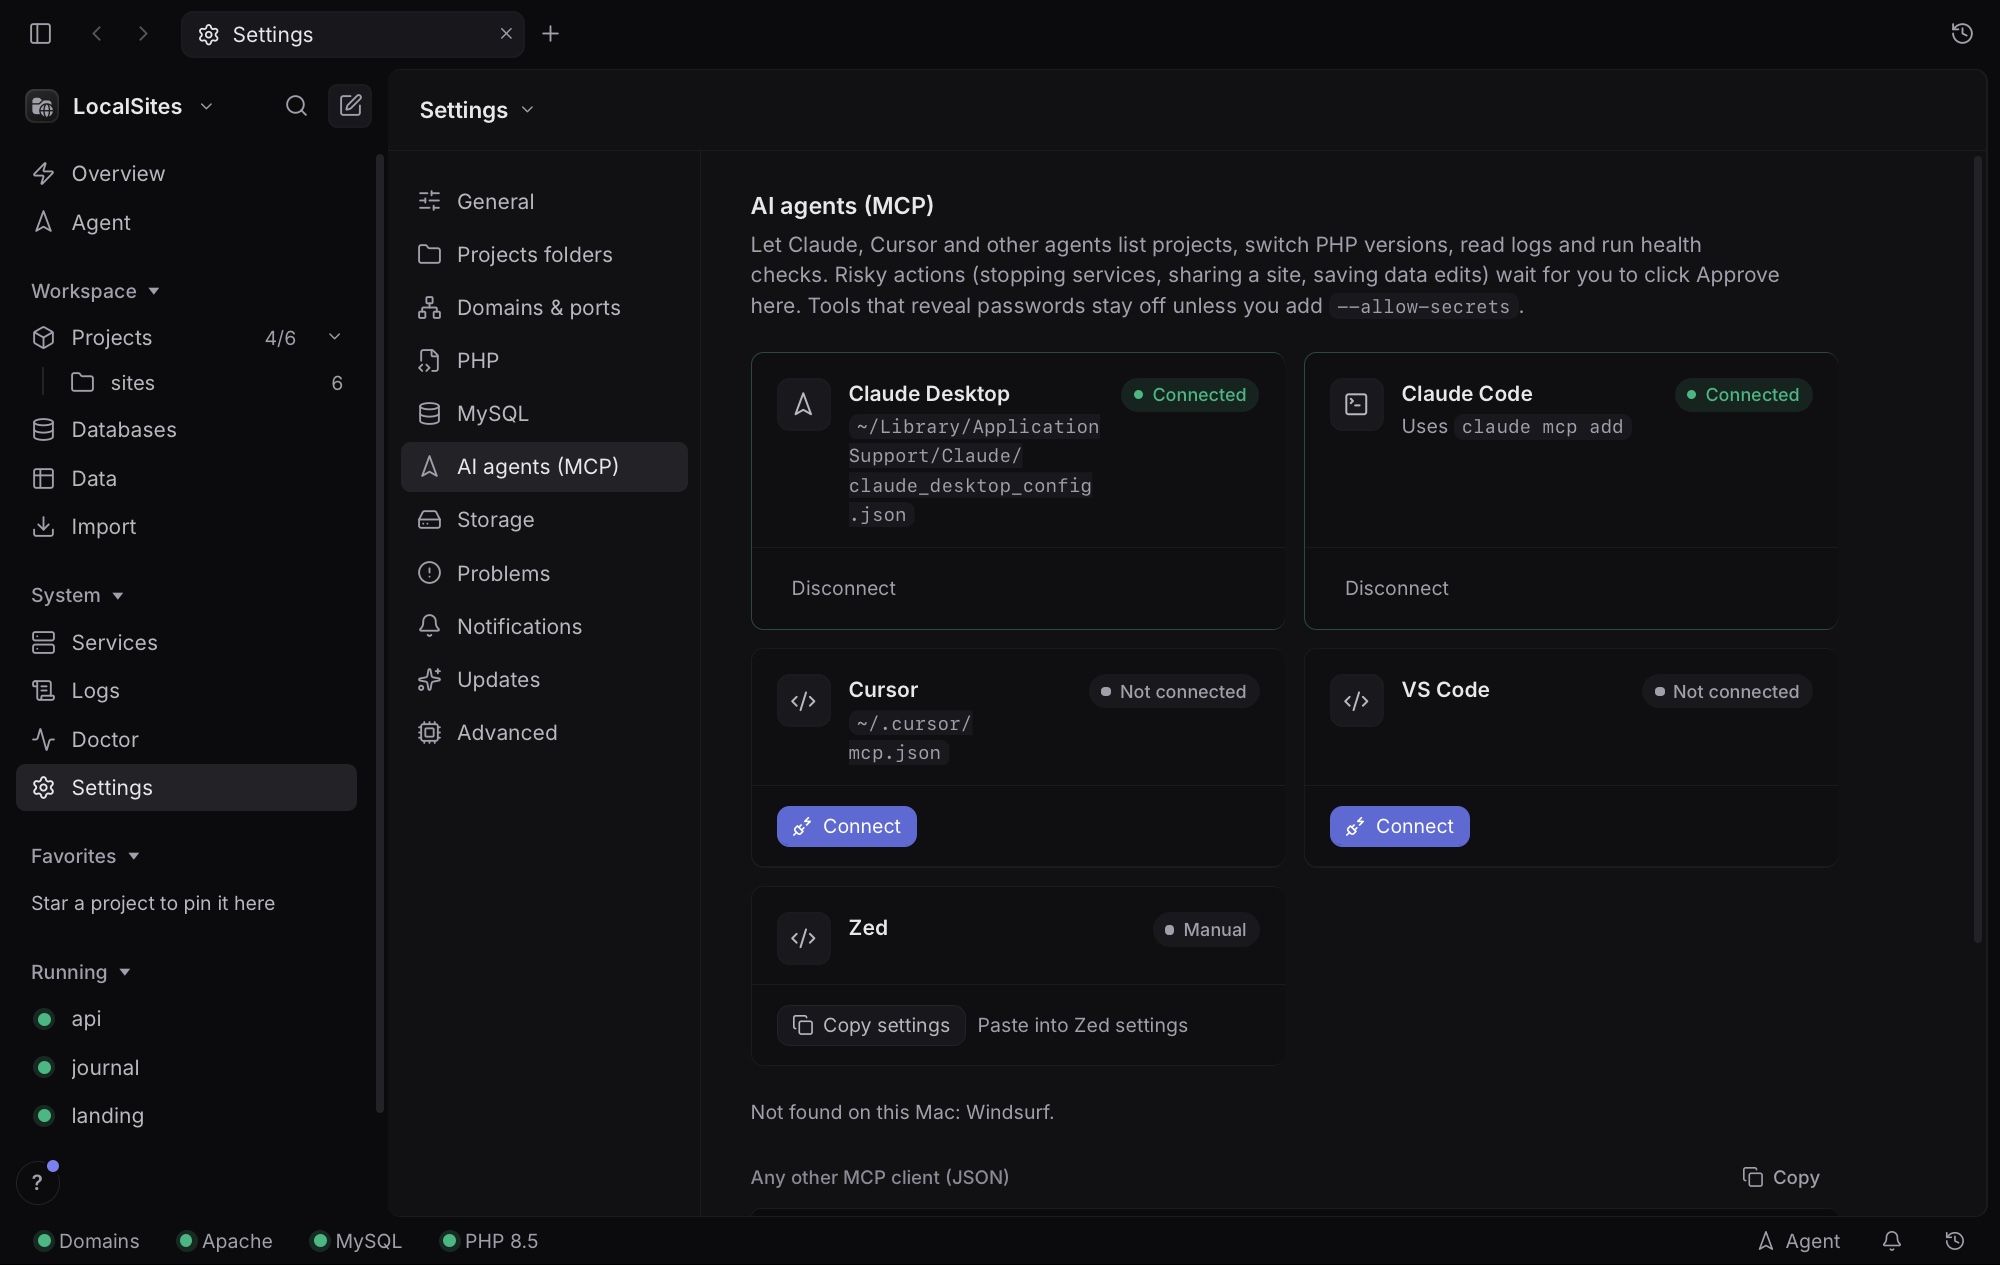 Settings
LocalSites
Overview
Agent
Workspace
Projects 4/6
sites 6
Databases
Data
Import
System
Services
Logs
Doctor
Settings
Favorites
Star a project to pin it here
Running
api
journal
landing
?
Settings
General
Projects folders
Domains & ports
PHP
MySQL
AI agents (MCP)
Storage
Problems
Notifications
Updates
Advanced
AI agents (MCP)
Let Claude, Cursor and other agents list projects, switch PHP versions, read logs and run health
checks. Risky actions (stopping services, sharing a site, saving data edits) wait for you to click Approve
here. Tools that reveal passwords stay off unless you add --allow-secrets.
Claude Desktop Connected
~/Library/Application
Support/Claude/
claude_desktop_config
.json
Disconnect
Claude Code Connected
Uses claude mcp add
Disconnect
Cursor Not connected
~/.cursor/
mcp.json
Connect
VS Code Not connected
Connect
Zed Manual
Copy settings Paste into Zed settings
Not found on this Mac: Windsurf.
Any other MCP client (JSON) Copy
Domains Apache MySQL PHP 8.5 Agent